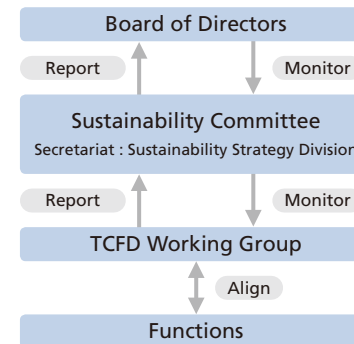 Board of Directors
Report Monitor
Sustainability Committee
Secretariat : Sustainability Strategy Division
Report Monitor
TCFD Working Group
Align
Functions